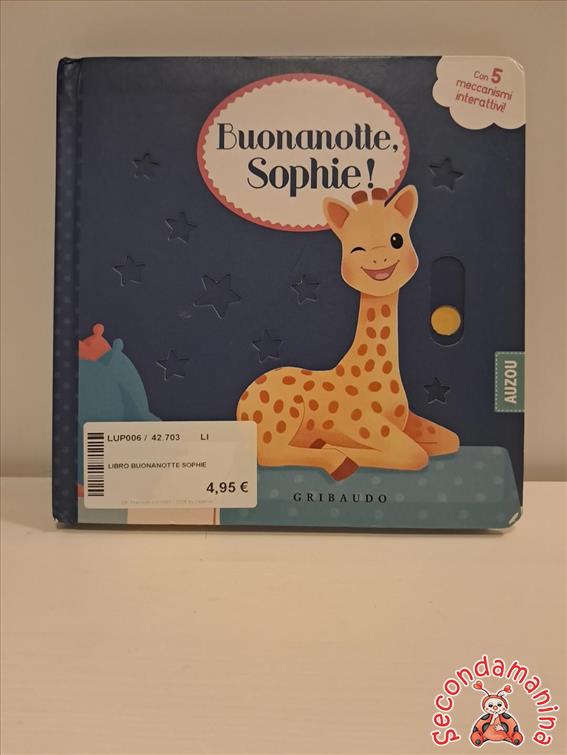 Con 5
meccanismi
interattivi!
Buonanotte,
Sophie!
AUZOU
LUP006 / 42.703 LI
LIBRO BUONANOTTE SOPHIE
4,95 €
GRIBAUDO
Secondamanina